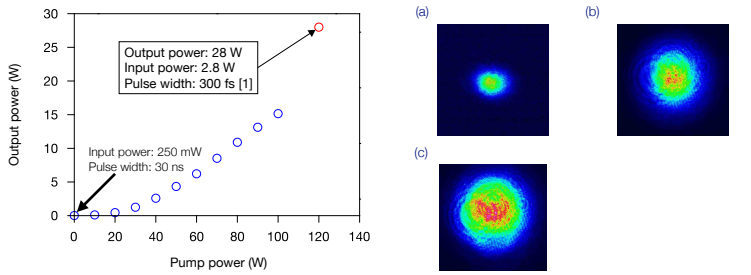 30
25
20
15
10
5
0
Output power (W)
Output power: 28 W
Input power: 2.8 W
Pulse width: 300 fs [1]
Input power: 250 mW
Pulse width: 30 ns
0 20 40 60 80 100 120 140
Pump power (W)
(a)
(b)
(c)